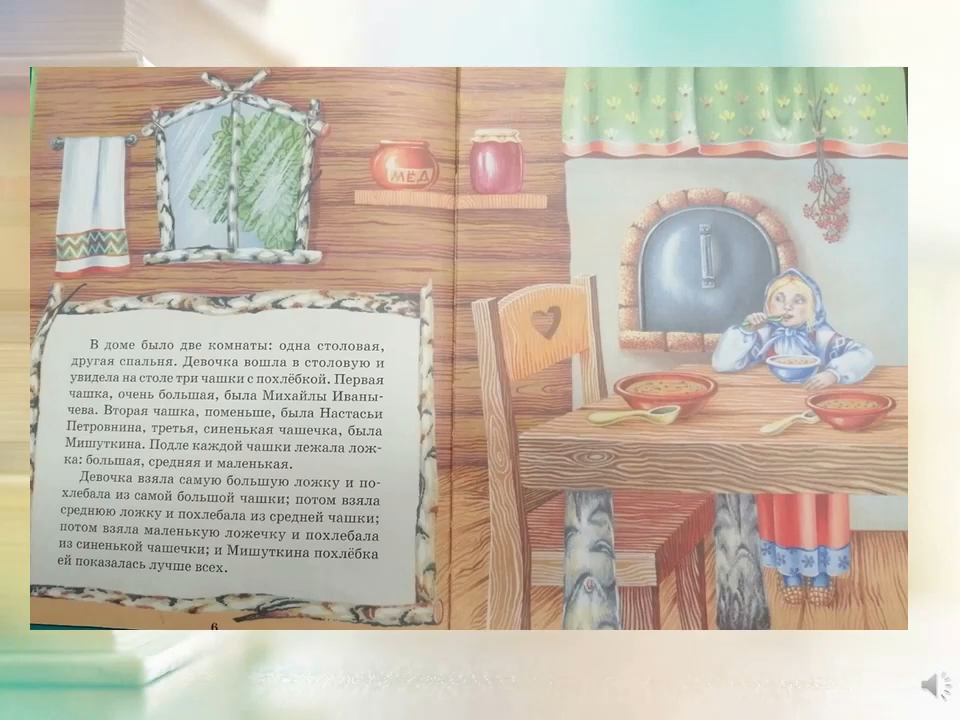 МЁД
В доме было две комнаты: одна столовая,
другая спальня. Девочка вошла в столовую и
увидела на столе три чашки с похлёбкой. Первая
чашка, очень большая, была Михайлы Иваны-
чева. Вторая чашка, поменьше, была Настасьи
Петровнина, третья, синенькая чашечка, была
Мишуткина. Подле каждой чашки лежала лож-
ка: большая, средняя и маленькая.
Девочка взяла самую большую ложку и по-
хлебала из самой большой чашки; потом взяла
среднюю ложку и похлебала из средней чашки;
потом взяла маленькую ложечку и похлебала
из синенькой чашечки; и Мишуткина похлёбка
ей показалась лучше всех.
6